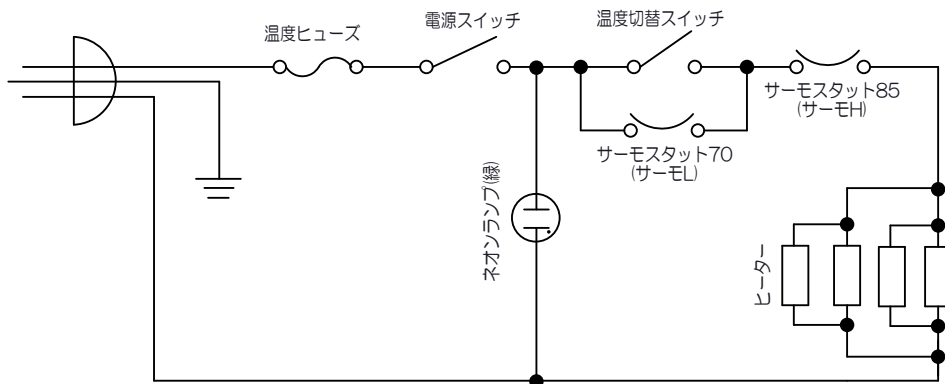 温度ヒューズ
電源スイッチ
温度切替スイッチ
サーモスタット85
(サーモH)
サーモスタット70
(サーモL)
ネオンランプ(緑)
ヒーター